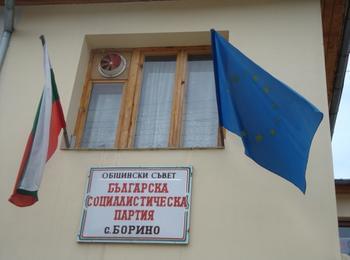 ОБЩИНСКИ СЪВЕТ
БЪЛГАРСКА
СОЦИАЛИСТИЧЕСКА
ПАРТИЯ
с. БОРИНО